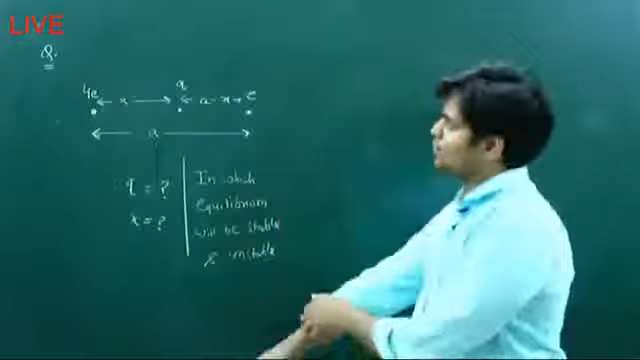 LIVE
Q.
4e x q a-x e
a
q = ?
x = ?
In which
Equilibrium
will be stable
& unstable